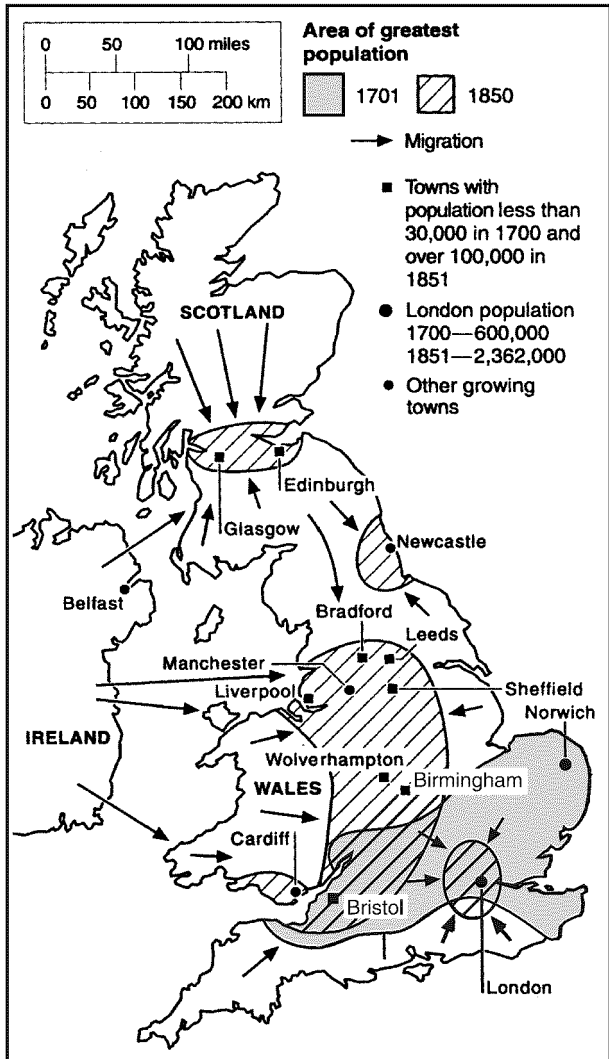 0 50 100 miles
0 50 100 150 200 km
Area of greatest
population
1701 1850
Migration
Towns with
population less than
30,000 in 1700 and
over 100,000 in
1851
London population
1700—600,000
1851—2,362,000
Other growing
towns
SCOTLAND
Edinburgh
Glasgow
Newcastle
Belfast
Bradford
Leeds
Manchester
Liverpool
Sheffield
Norwich
IRELAND
Wolverhampton
WALES
Birmingham
Cardiff
Bristol
London